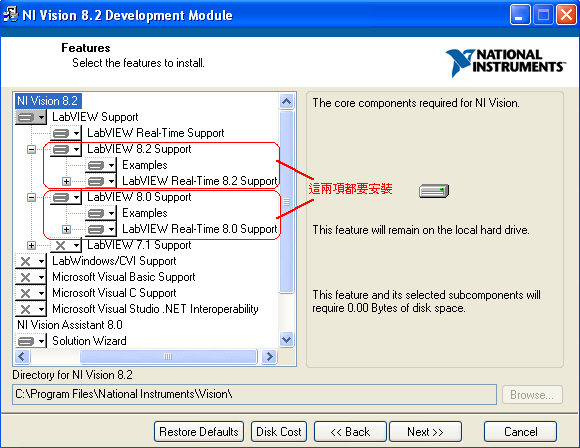 NI Vision 8.2 Development Module
Features
Select the features to install.
NATIONAL
INSTRUMENTS
NI Vision 8.2
LabVIEW Support
LabVIEW Real-Time Support
LabVIEW 8.2 Support
Examples
LabVIEW Real-Time 8.2 Support
LabVIEW 8.0 Support
Examples
LabVIEW Real-Time 8.0 Support
LabVIEW 7.1 Support
LabWindows/CVI Support
Microsoft Visual Basic Support
Microsoft Visual C Support
Microsoft Visual Studio .NET Interoperability
NI Vision Assistant 8.0
Solution Wizard
這兩項都要安裝
The core components required for NI Vision.
This feature will remain on the local hard drive.
This feature and its selected subcomponents will
require 0.00 Bytes of disk space.
Directory for NI Vision 8.2
C:\Program Files\National Instruments\Vision\
Browse...
Restore Defaults
Disk Cost
<< Back
Next >>
Cancel